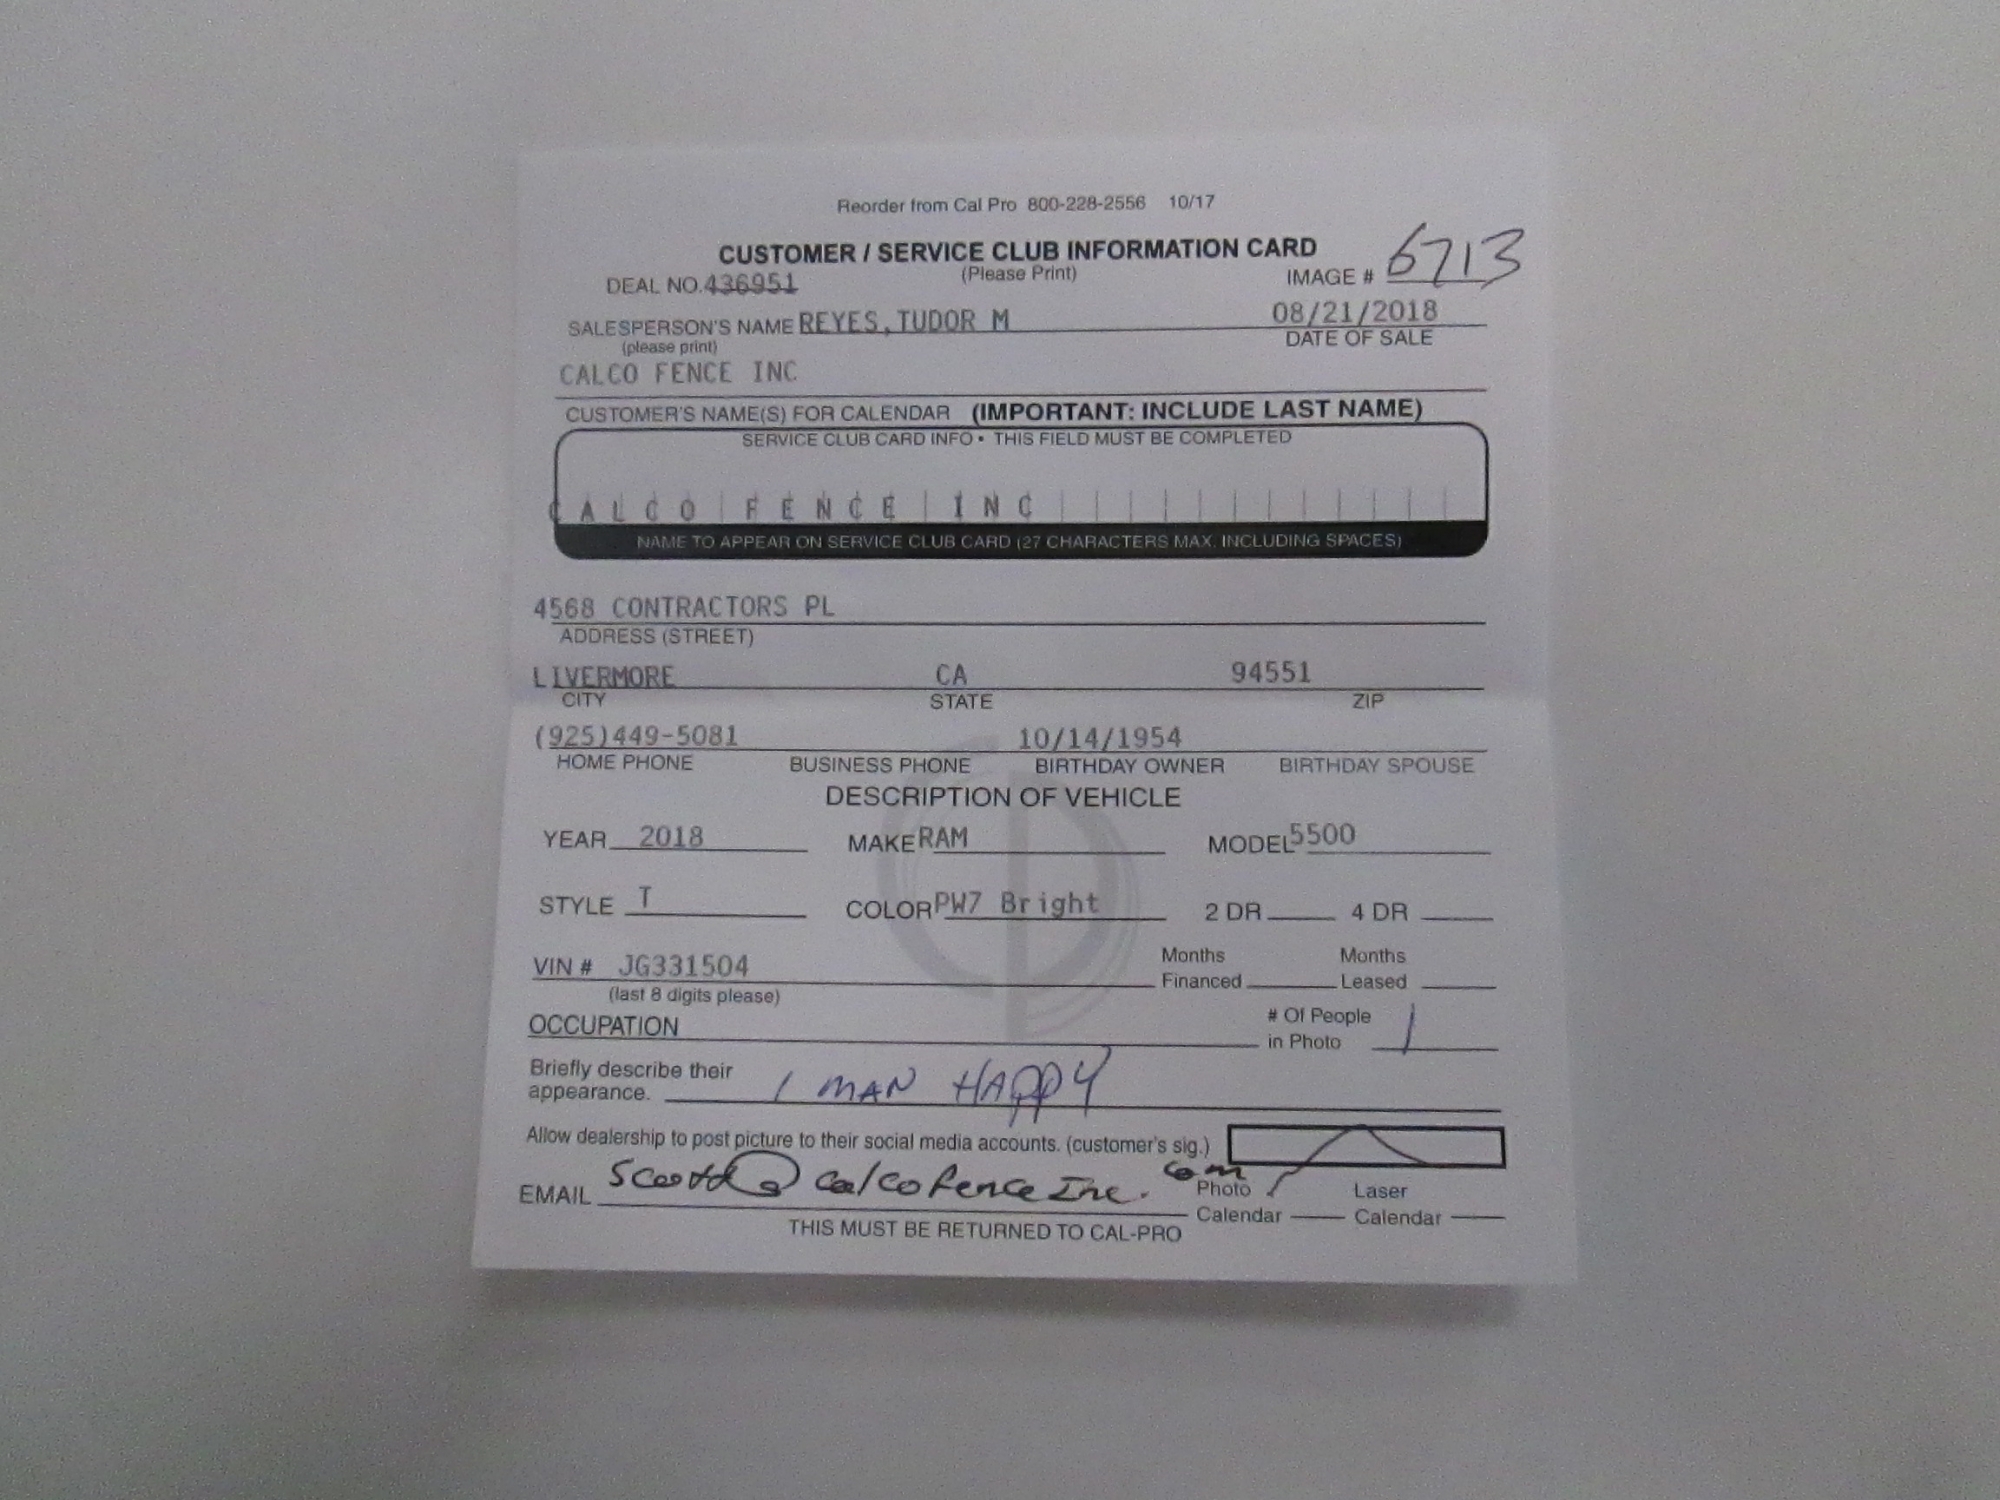 Reorder from Cal Pro 800-228-2556 10/17
CUSTOMER / SERVICE CLUB INFORMATION CARD
(Please Print)
DEAL NO. 436951 IMAGE # 6713
SALESPERSON'S NAME REYES, TUDOR M 08/21/2018
(please print) DATE OF SALE
CALCO FENCE INC
CUSTOMER'S NAME(S) FOR CALENDAR (IMPORTANT: INCLUDE LAST NAME)
SERVICE CLUB CARD INFO • THIS FIELD MUST BE COMPLETED
CALCO FENCE INC
NAME TO APPEAR ON SERVICE CLUB CARD (27 CHARACTERS MAX. INCLUDING SPACES)
4568 CONTRACTORS PL
ADDRESS (STREET)
LIVERMORE CA 94551
CITY STATE ZIP
(925)449-5081 10/14/1954
HOME PHONE BUSINESS PHONE BIRTHDAY OWNER BIRTHDAY SPOUSE
DESCRIPTION OF VEHICLE
YEAR 2018 MAKE RAM MODEL 5500
STYLE T COLOR PW7 Bright 2 DR 4 DR
Months Months
VIN # JG331504 Financed Leased
(last 8 digits please)
OCCUPATION # Of People in Photo 1
Briefly describe their
appearance. 1 MAN HAPPY
Allow dealership to post picture to their social media accounts. (customer's sig.)
EMAIL Scott@calcofenceInc.com
Photo Laser
Calendar Calendar
THIS MUST BE RETURNED TO CAL-PRO